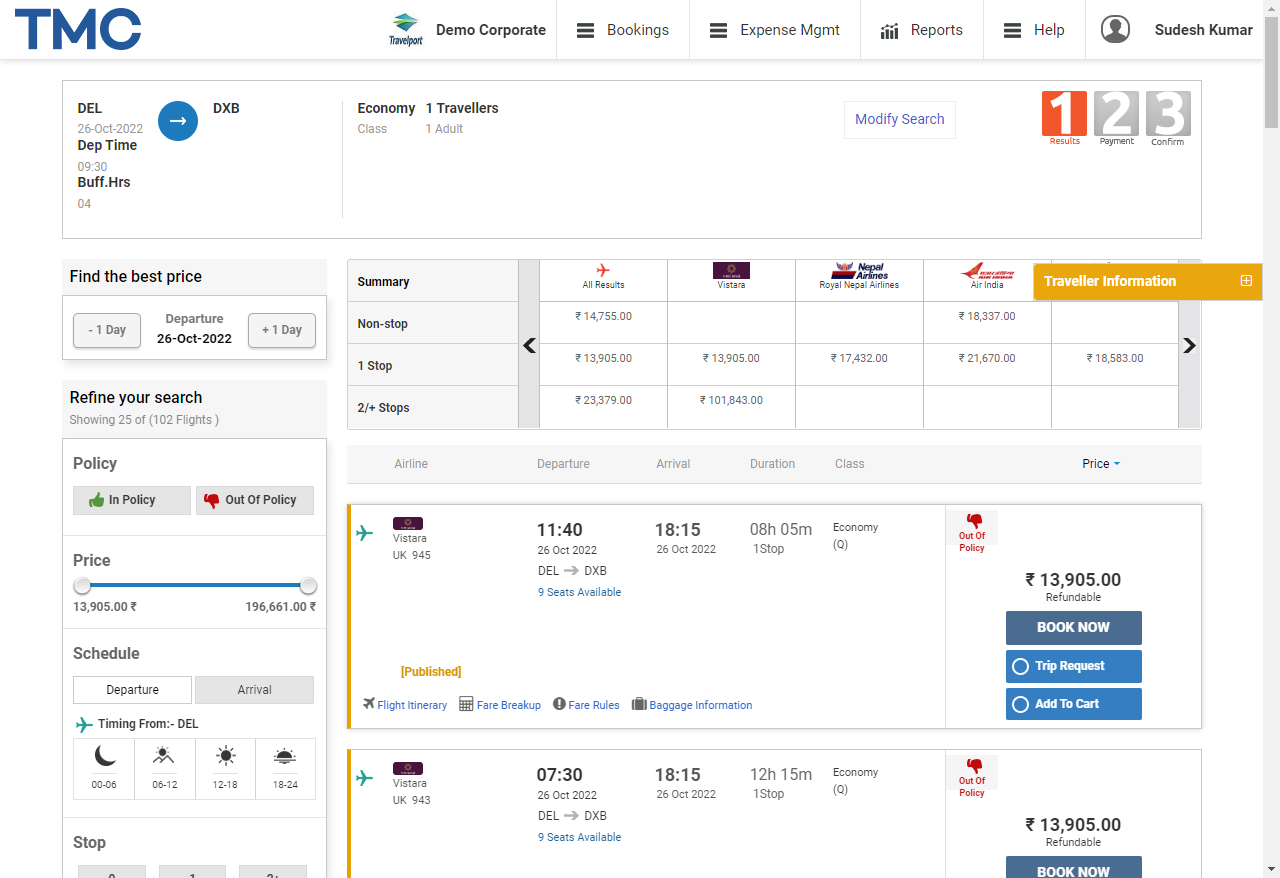 TMC
Travelport
Demo Corporate
Bookings
Expense Mgmt
Reports
Help
Sudesh Kumar
DEL
26-Oct-2022
Dep Time
09:30
Buff.Hrs
04
DXB
Economy
Class
1 Travellers
1 Adult
Modify Search
1 2 3
Results Payment Confirm
Find the best price
- 1 Day
Departure
26-Oct-2022
+ 1 Day
Refine your search
Showing 25 of (102 Flights )
Policy
In Policy
Out Of Policy
Price
13,905.00 ₹
196,661.00 ₹
Schedule
Departure
Arrival
Timing From:- DEL
00-06
06-12
12-18
18-24
Stop
0
1
2+
Summary
All Results
Vistara
Nepal Airlines
Royal Nepal Airlines
AIR INDIA
Air India
Traveller Information
Non-stop
₹ 14,755.00
₹ 18,337.00
1 Stop
₹ 13,905.00
₹ 13,905.00
₹ 17,432.00
₹ 21,670.00
₹ 18,583.00
2/+ Stops
₹ 23,379.00
₹ 101,843.00
Airline
Departure
Arrival
Duration
Class
Price
Vistara
UK 945
11:40
26 Oct 2022
DEL
DXB
9 Seats Available
18:15
26 Oct 2022
08h 05m
1Stop
Economy
(Q)
Out Of
Policy
₹ 13,905.00
Refundable
BOOK NOW
Trip Request
Add To Cart
[Published]
Flight Itinerary
Fare Breakup
Fare Rules
Baggage Information
Vistara
UK 943
07:30
26 Oct 2022
DEL
DXB
9 Seats Available
18:15
26 Oct 2022
12h 15m
1Stop
Economy
(Q)
Out Of
Policy
₹ 13,905.00
Refundable
BOOK NOW